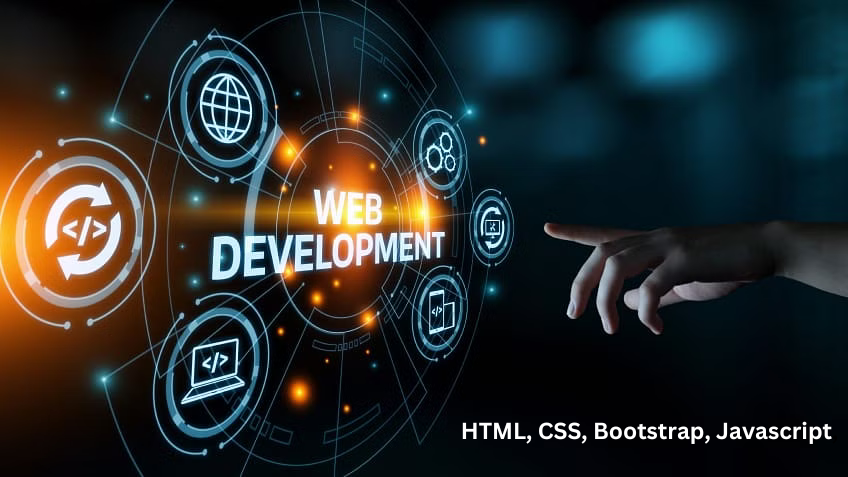 WEB
DEVELOPMENT
</>
</>
</>
HTML, CSS, Bootstrap, Javascript